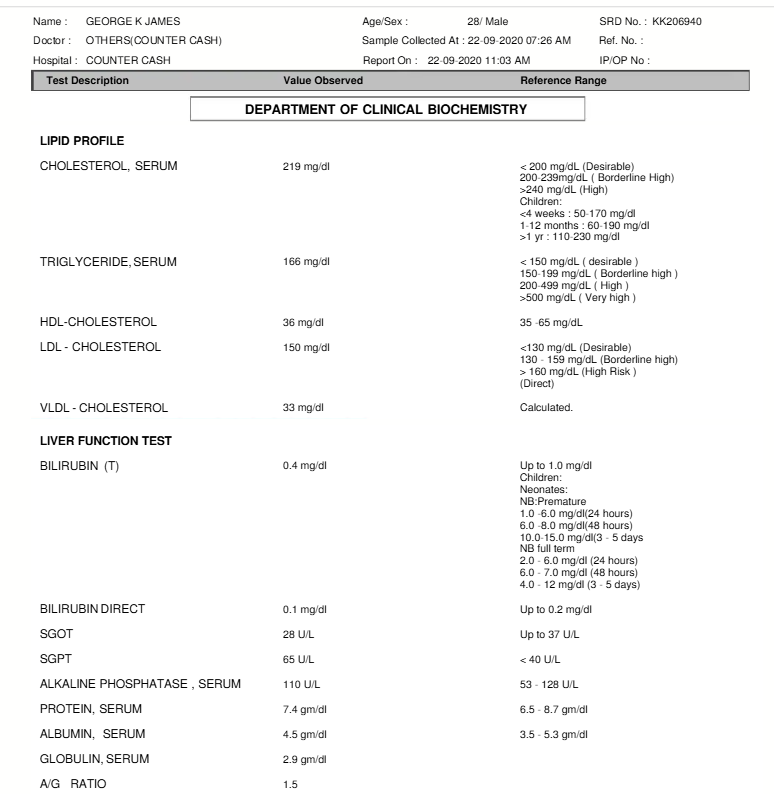 Name : GEORGE K JAMES Age/Sex : 28/ Male SRD No. : KK206940
Doctor : OTHERS(COUNTER CASH) Sample Collected At : 22-09-2020 07:26 AM Ref. No. :
Hospital : COUNTER CASH Report On : 22-09-2020 11:03 AM IP/OP No :
Test Description Value Observed Reference Range
DEPARTMENT OF CLINICAL BIOCHEMISTRY
LIPID PROFILE
CHOLESTEROL, SERUM 219 mg/dl < 200 mg/dL (Desirable)
200-239mg/dL ( Borderline High)
>240 mg/dL (High)
Children:
<4 weeks : 50-170 mg/dl
1-12 months : 60-190 mg/dl
>1 yr : 110-230 mg/dl
TRIGLYCERIDE, SERUM 166 mg/dl < 150 mg/dL ( desirable )
150-199 mg/dL ( Borderline high )
200-499 mg/dL ( High )
>500 mg/dL ( Very high )
HDL-CHOLESTEROL 36 mg/dl 35 -65 mg/dL
LDL - CHOLESTEROL 150 mg/dl <130 mg/dL (Desirable)
130 - 159 mg/dL (Borderline high)
> 160 mg/dL (High Risk )
(Direct)
VLDL - CHOLESTEROL 33 mg/dl Calculated.
LIVER FUNCTION TEST
BILIRUBIN (T) 0.4 mg/dl Up to 1.0 mg/dl
Children:
Neonates:
NB:Premature
1.0 -6.0 mg/dl(24 hours)
6.0 -8.0 mg/dl(48 hours)
10.0-15.0 mg/dl(3 - 5 days
NB full term
2.0 - 6.0 mg/dl (24 hours)
6.0 - 7.0 mg/dl (48 hours)
4.0 - 12 mg/dl (3 - 5 days)
BILIRUBIN DIRECT 0.1 mg/dl Up to 0.2 mg/dl
SGOT 28 U/L Up to 37 U/L
SGPT 65 U/L < 40 U/L
ALKALINE PHOSPHATASE , SERUM 110 U/L 53 - 128 U/L
PROTEIN, SERUM 7.4 gm/dl 6.5 - 8.7 gm/dl
ALBUMIN, SERUM 4.5 gm/dl 3.5 - 5.3 gm/dl
GLOBULIN, SERUM 2.9 gm/dl
A/G RATIO 1.5